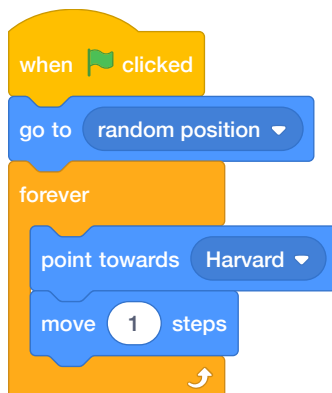 when clicked
go to random position
forever
point towards Harvard
move 1 steps